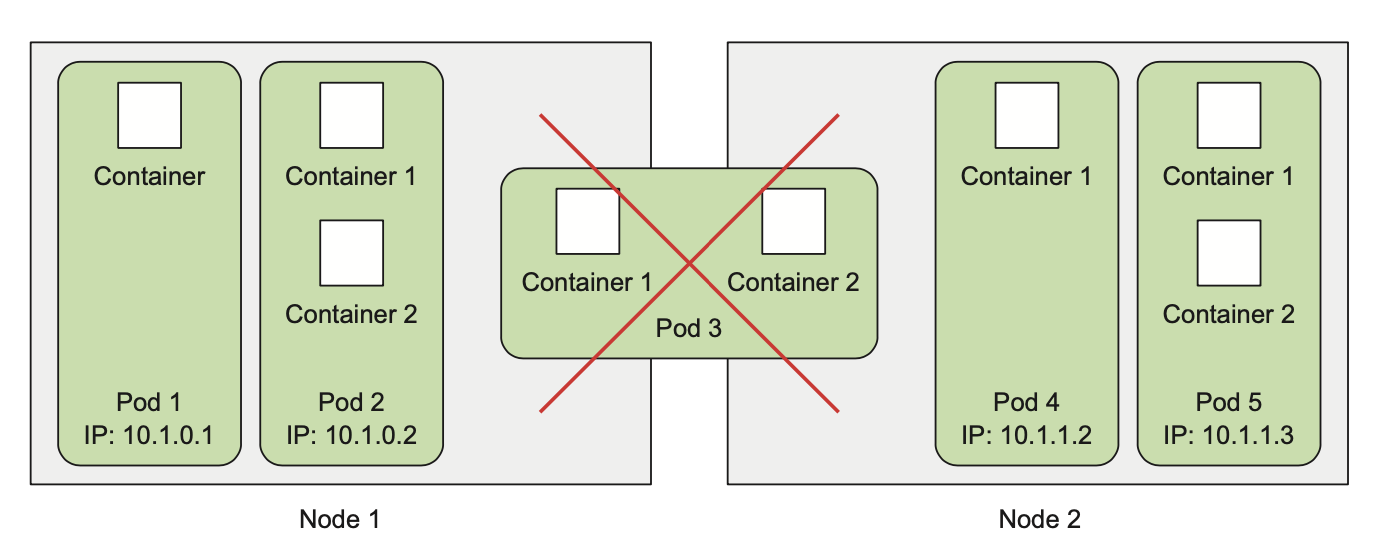 Container
Pod 1
IP: 10.1.0.1
Container 1
Container 2
Pod 2
IP: 10.1.0.2
Node 1
Container 1
Container 2
Pod 3
Container 1
Pod 4
IP: 10.1.1.2
Container 1
Container 2
Pod 5
IP: 10.1.1.3
Node 2